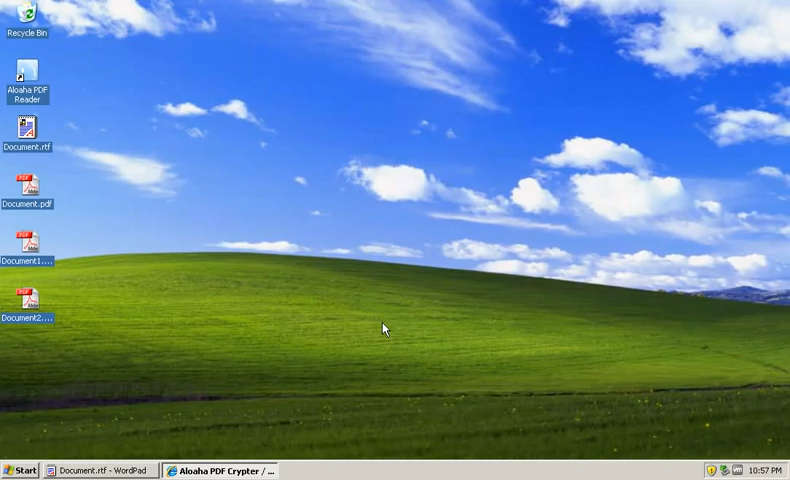 Recycle Bin
Aloaha PDF
Reader
Document.rtf
Document.pdf
Document1....
Document2....
Start
Document.rtf - WordPad
Aloaha PDF Crypter / ...
10:57 PM